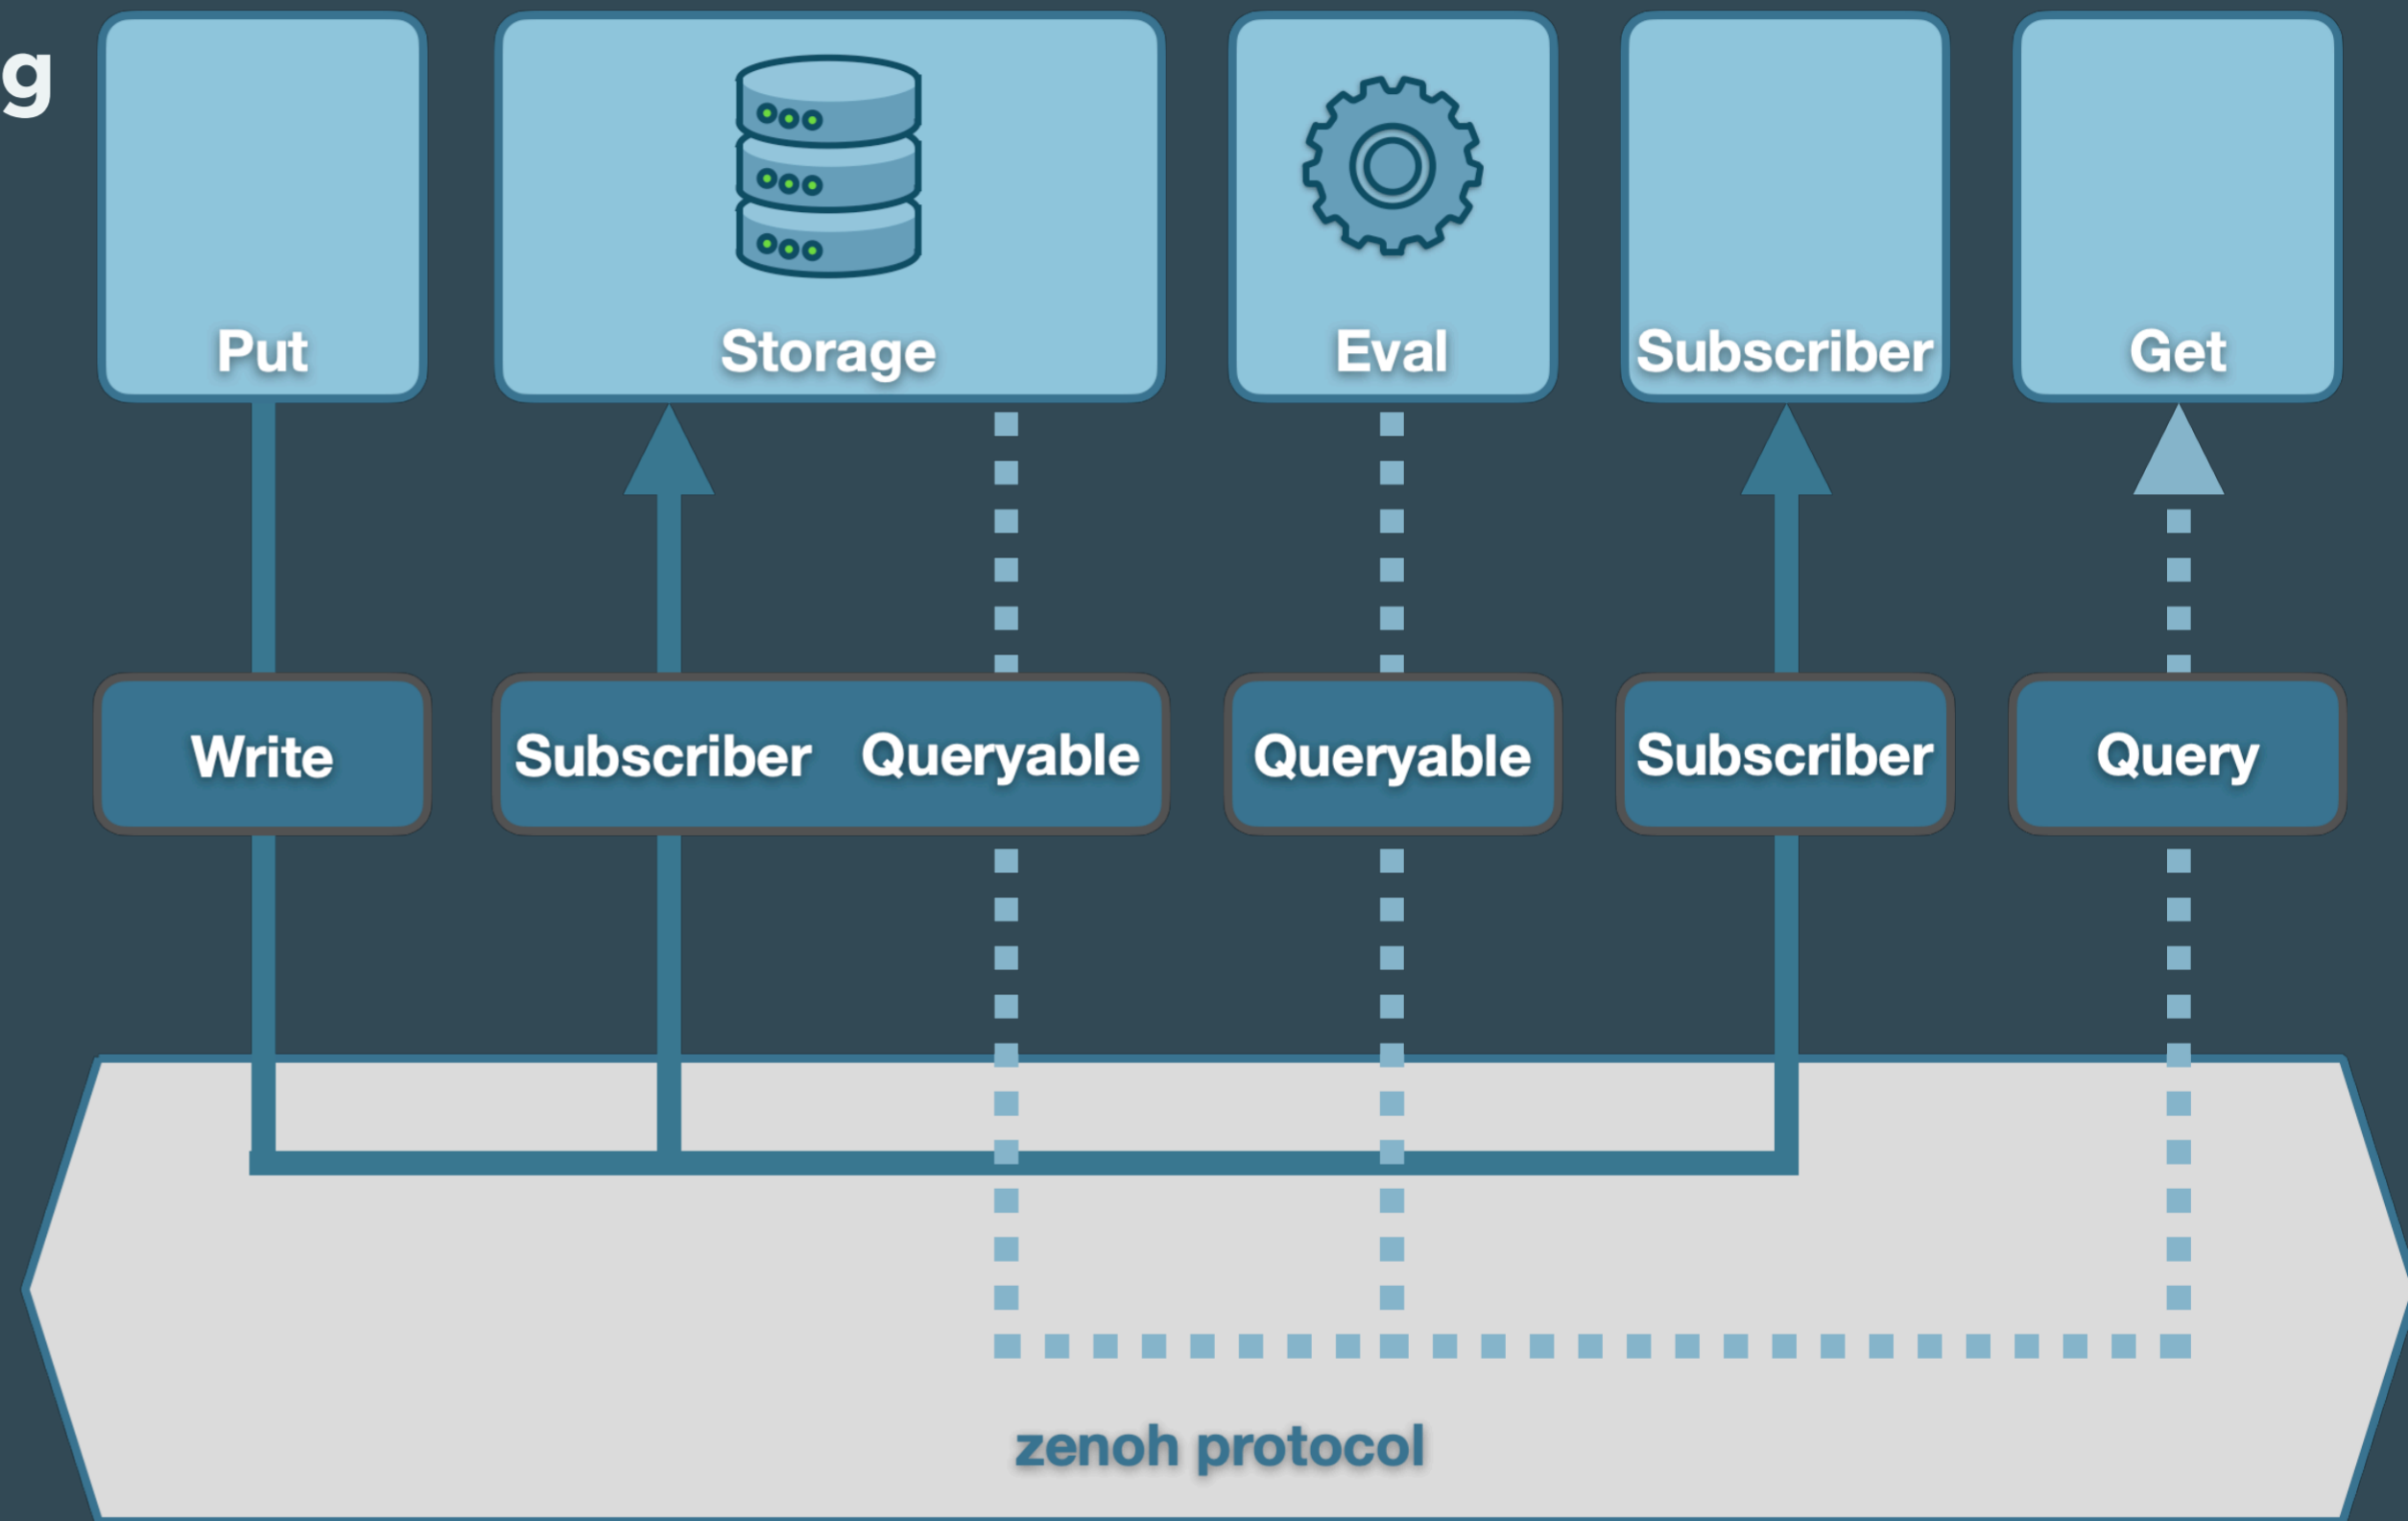 g
Put
Storage
Eval
Subscriber
Get
Write
Subscriber
Queryable
Queryable
Subscriber
Query
zenoh protocol